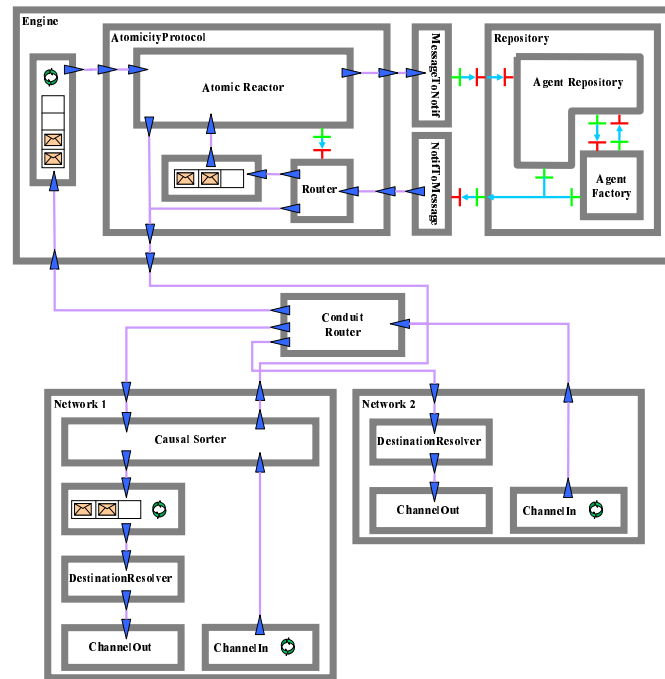 Engine
AtomicityProtocol
Atomic Reactor
MessageToNotif
Repository
Agent Repository
Router
NotifToMessage
Agent
Factory
Conduit
Router
Network 1
Causal Sorter
DestinationResolver
ChannelOut
ChannelIn
Network 2
DestinationResolver
ChannelOut
ChannelIn